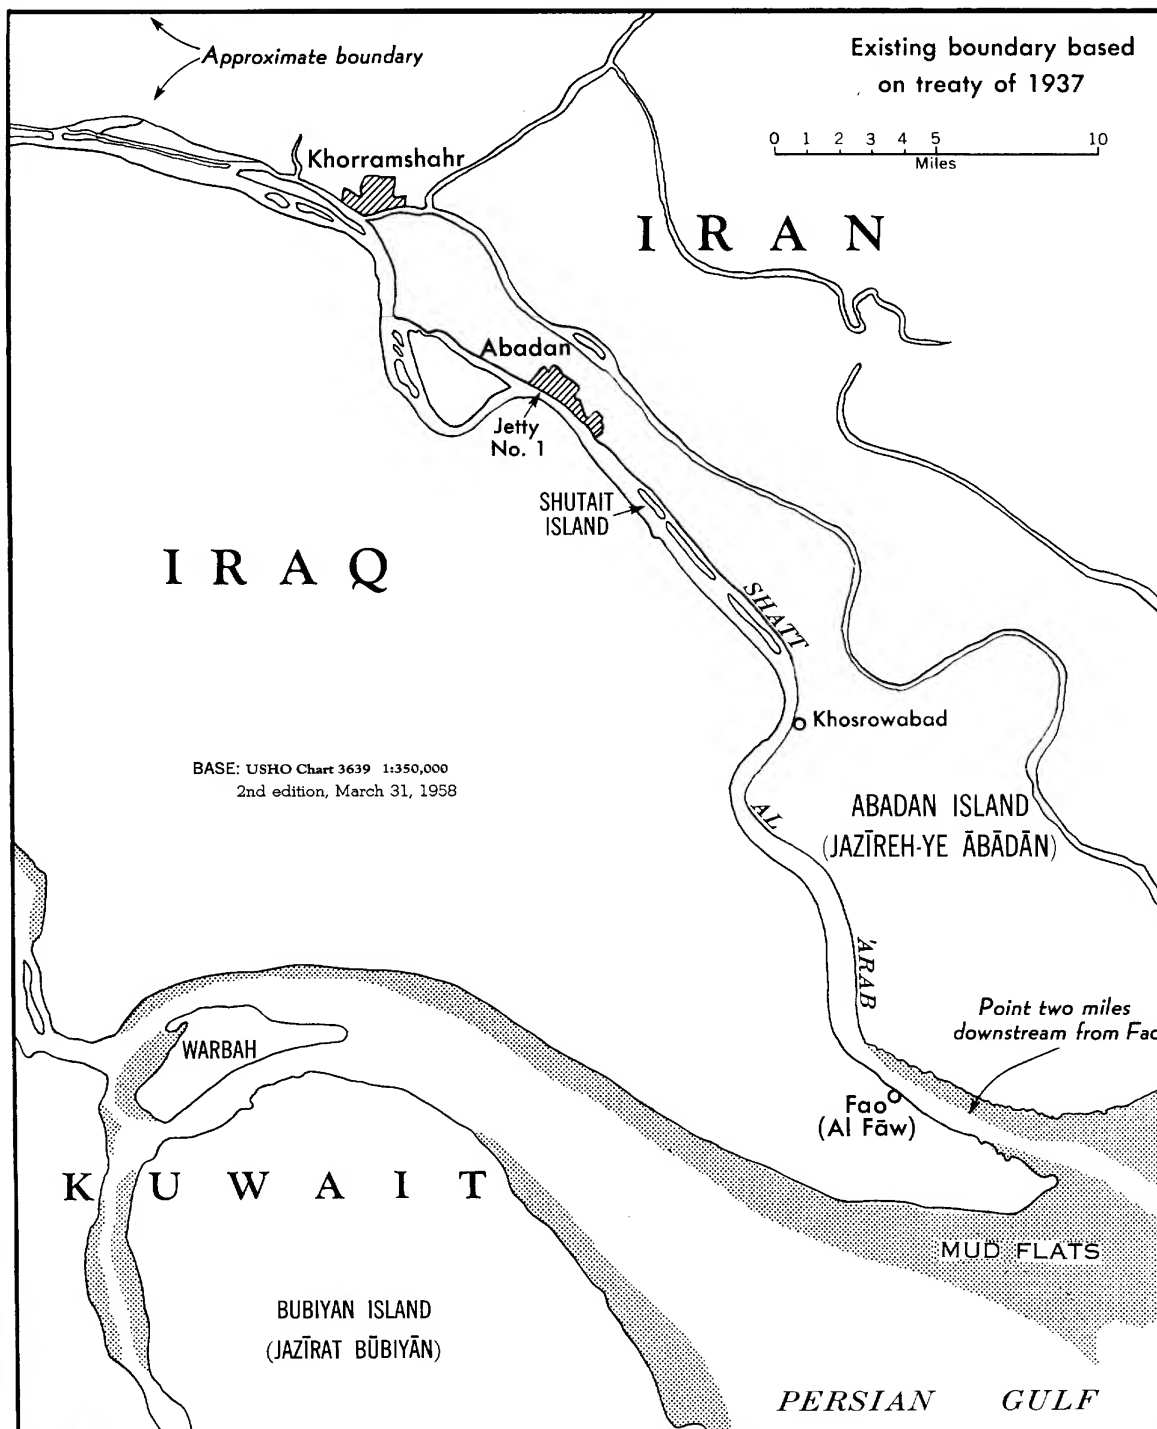 Approximate boundary
Existing boundary based
on treaty of 1937
0 1 2 3 4 5 10
Miles
Khorramshahr
I R A N
Abadan
Jetty
No. 1
SHUTAIT
ISLAND
I R A Q
SHATT
Khosrowabad
BASE: USHO Chart 3639 1:350,000
2nd edition, March 31, 1958
AL
ABADAN ISLAND
(JAZĪREH-YE ĀBĀDĀN)
'ARAB
Point two miles
downstream from Fao
WARBAH
Fao
(Al Fāw)
K U W A I T
MUD FLATS
BUBIYAN ISLAND
(JAZĪRAT BŪBIYĀN)
PERSIAN GULF